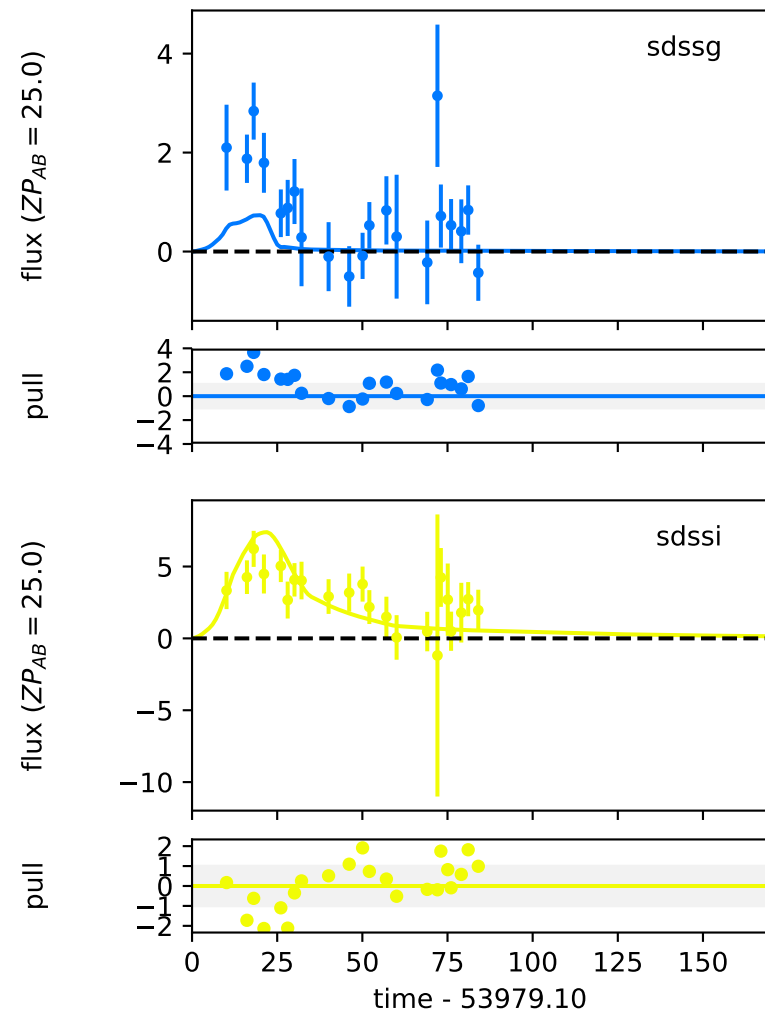 sdssg
flux (ZP_AB = 25.0)
4
2
0
pull
4
2
0
−2
−4
sdssi
flux (ZP_AB = 25.0)
5
0
−5
−10
pull
2
1
0
−1
−2
0 25 50 75 100 125 150
time - 53979.10